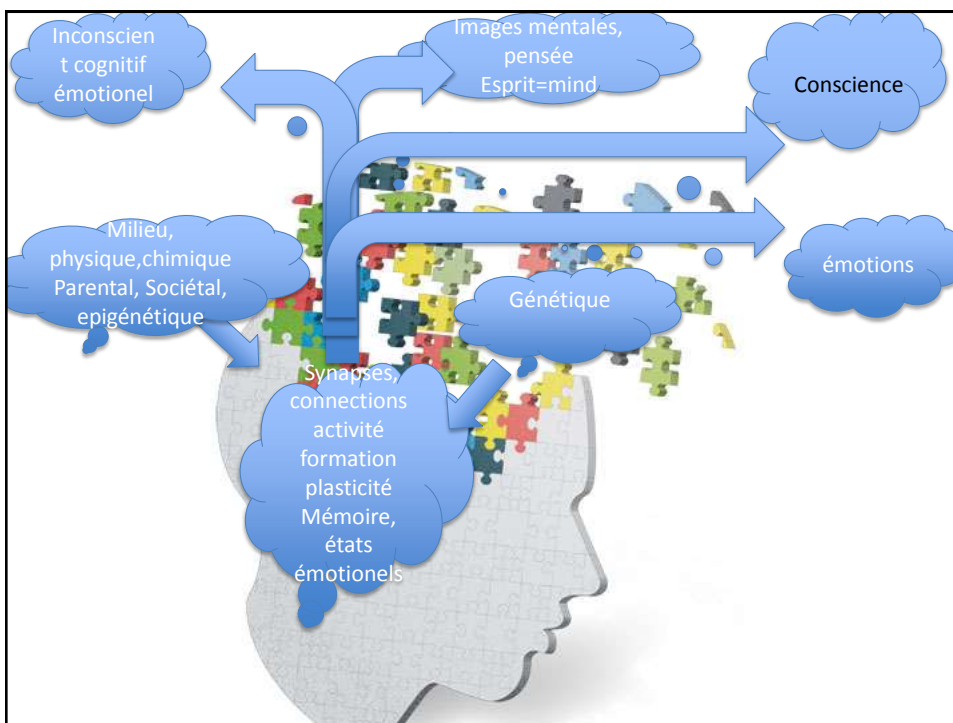 Inconscien
t cognitif
émotionel
Images mentales,
pensée
Esprit=mind
Conscience
Milieu,
physique,chimique
Parental, Sociétal,
epigénétique
Génétique
émotions
Synapses,
connections
activité
formation
plasticité
Mémoire,
états
émotionels